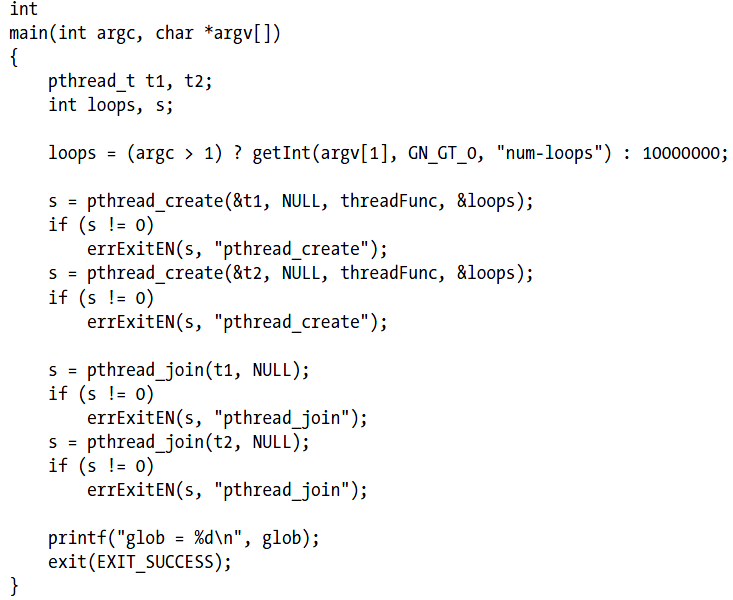 int
main(int argc, char *argv[])
{
    pthread_t t1, t2;
    int loops, s;

    loops = (argc > 1) ? getInt(argv[1], GN_GT_0, "num-loops") : 10000000;

    s = pthread_create(&t1, NULL, threadFunc, &loops);
    if (s != 0)
        errExitEN(s, "pthread_create");
    s = pthread_create(&t2, NULL, threadFunc, &loops);
    if (s != 0)
        errExitEN(s, "pthread_create");

    s = pthread_join(t1, NULL);
    if (s != 0)
        errExitEN(s, "pthread_join");
    s = pthread_join(t2, NULL);
    if (s != 0)
        errExitEN(s, "pthread_join");

    printf("glob = %d\n", glob);
    exit(EXIT_SUCCESS);
}